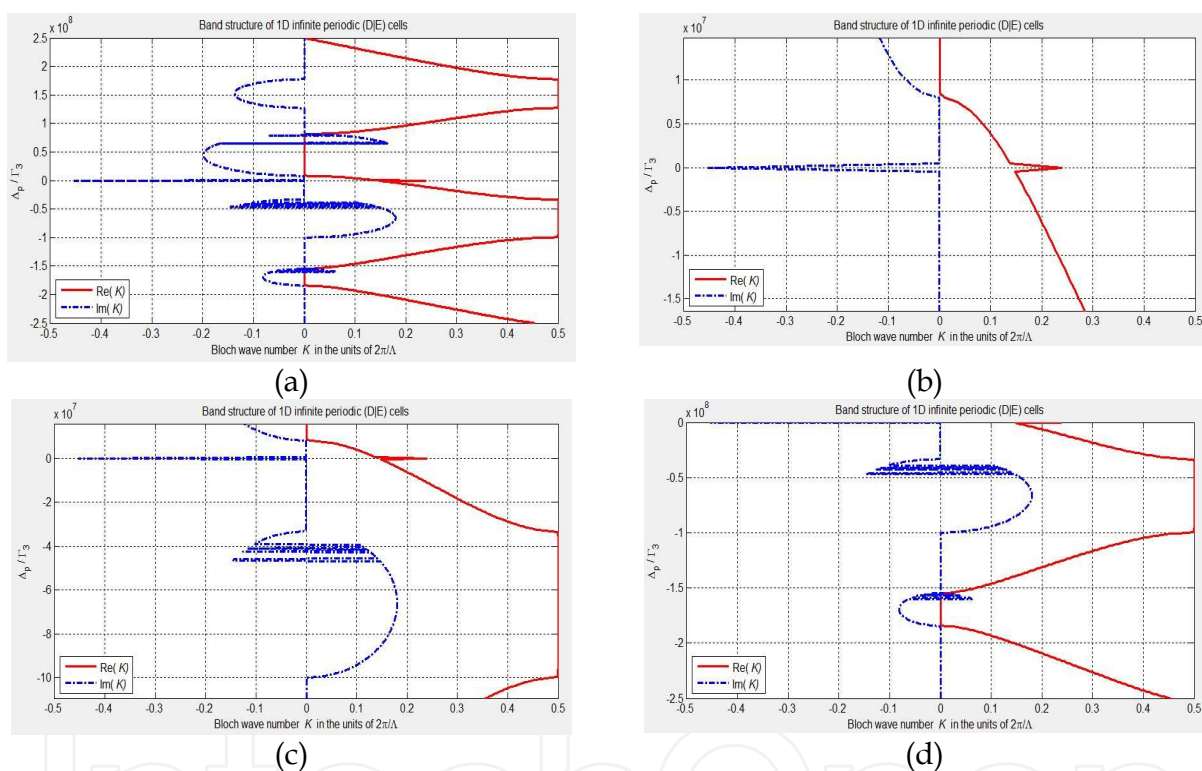 Band structure of 1D infinite periodic (D|E) cells
x 10^8
2.5
2
1.5
1
0.5
0
-0.5
-1
-1.5
-2
-2.5
Δp / Γ3
Re(K)
Im(K)
-0.5 -0.4 -0.3 -0.2 -0.1 0 0.1 0.2 0.3 0.4 0.5
Bloch wave number K in the units of 2π/Λ
(a)
Band structure of 1D infinite periodic (D|E) cells
x 10^7
1
0.5
0
-0.5
-1
-1.5
Δp / Γ3
Re(K)
Im(K)
-0.5 -0.4 -0.3 -0.2 -0.1 0 0.1 0.2 0.3 0.4 0.5
Bloch wave number K in the units of 2π/Λ
(b)
Band structure of 1D infinite periodic (D|E) cells
x 10^7
0
-2
-4
-6
-8
-10
Δp / Γ3
Re(K)
Im(K)
-0.5 -0.4 -0.3 -0.2 -0.1 0 0.1 0.2 0.3 0.4 0.5
Bloch wave number K in the units of 2π/Λ
(c)
Band structure of 1D infinite periodic (D|E) cells
x 10^8
0
-0.5
-1
-1.5
-2
-2.5
Δp / Γ3
Re(K)
Im(K)
-0.5 -0.4 -0.3 -0.2 -0.1 0 0.1 0.2 0.3 0.4 0.5
Bloch wave number K in the units of 2π/Λ
(d)